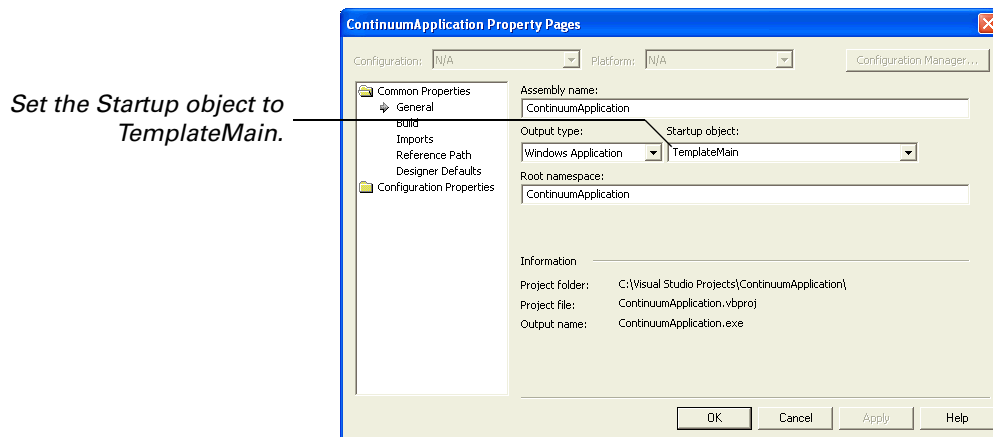 ContinuumApplication Property Pages
Configuration: N/A Platform: N/A Configuration Manager...
Set the Startup object to
TemplateMain.
Common Properties
General
Build
Imports
Reference Path
Designer Defaults
Configuration Properties
Assembly name:
ContinuumApplication
Output type: Startup object:
Windows Application TemplateMain
Root namespace:
ContinuumApplication
Information
Project folder: C:\Visual Studio Projects\ContinuumApplication\
Project file: ContinuumApplication.vbproj
Output name: ContinuumApplication.exe
OK Cancel Apply Help